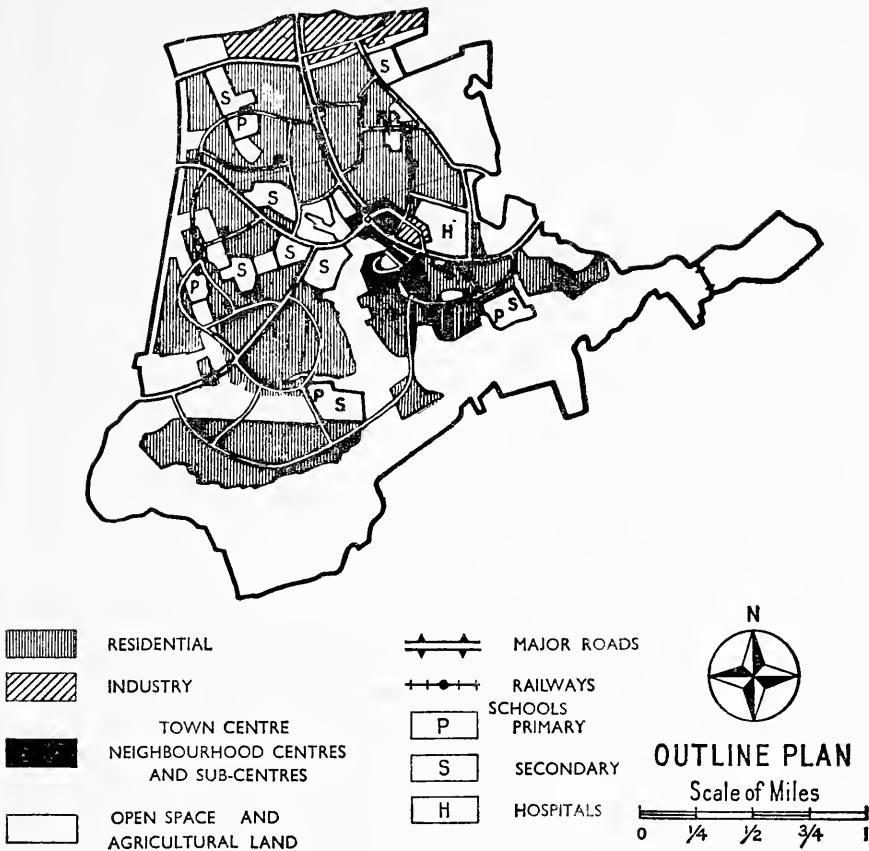 S
S
P
S
H
S
S
S
P
P S
P S
RESIDENTIAL
INDUSTRY
TOWN CENTRE
NEIGHBOURHOOD CENTRES
AND SUB-CENTRES
OPEN SPACE AND
AGRICULTURAL LAND
MAJOR ROADS
RAILWAYS
SCHOOLS
P PRIMARY
S SECONDARY
H HOSPITALS
N
OUTLINE PLAN
Scale of Miles
0 1/4 1/2 3/4 1